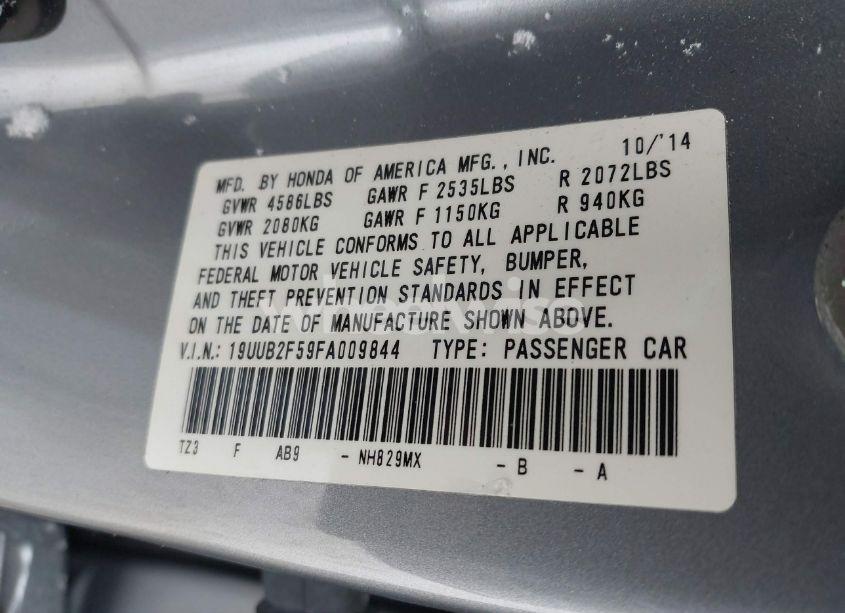 MFD. BY HONDA OF AMERICA MFG., INC. 10/'14
GVWR 4586LBS GAWR F 2535LBS R 2072LBS
GVWR 2080KG GAWR F 1150KG R 940KG
THIS VEHICLE CONFORMS TO ALL APPLICABLE
FEDERAL MOTOR VEHICLE SAFETY, BUMPER,
AND THEFT PREVENTION STANDARDS IN EFFECT
ON THE DATE OF MANUFACTURE SHOWN ABOVE.
V.I.N.: 19UUB2F59FA009844 TYPE: PASSENGER CAR
TZ3 F AB9 - NH829MX - B - A